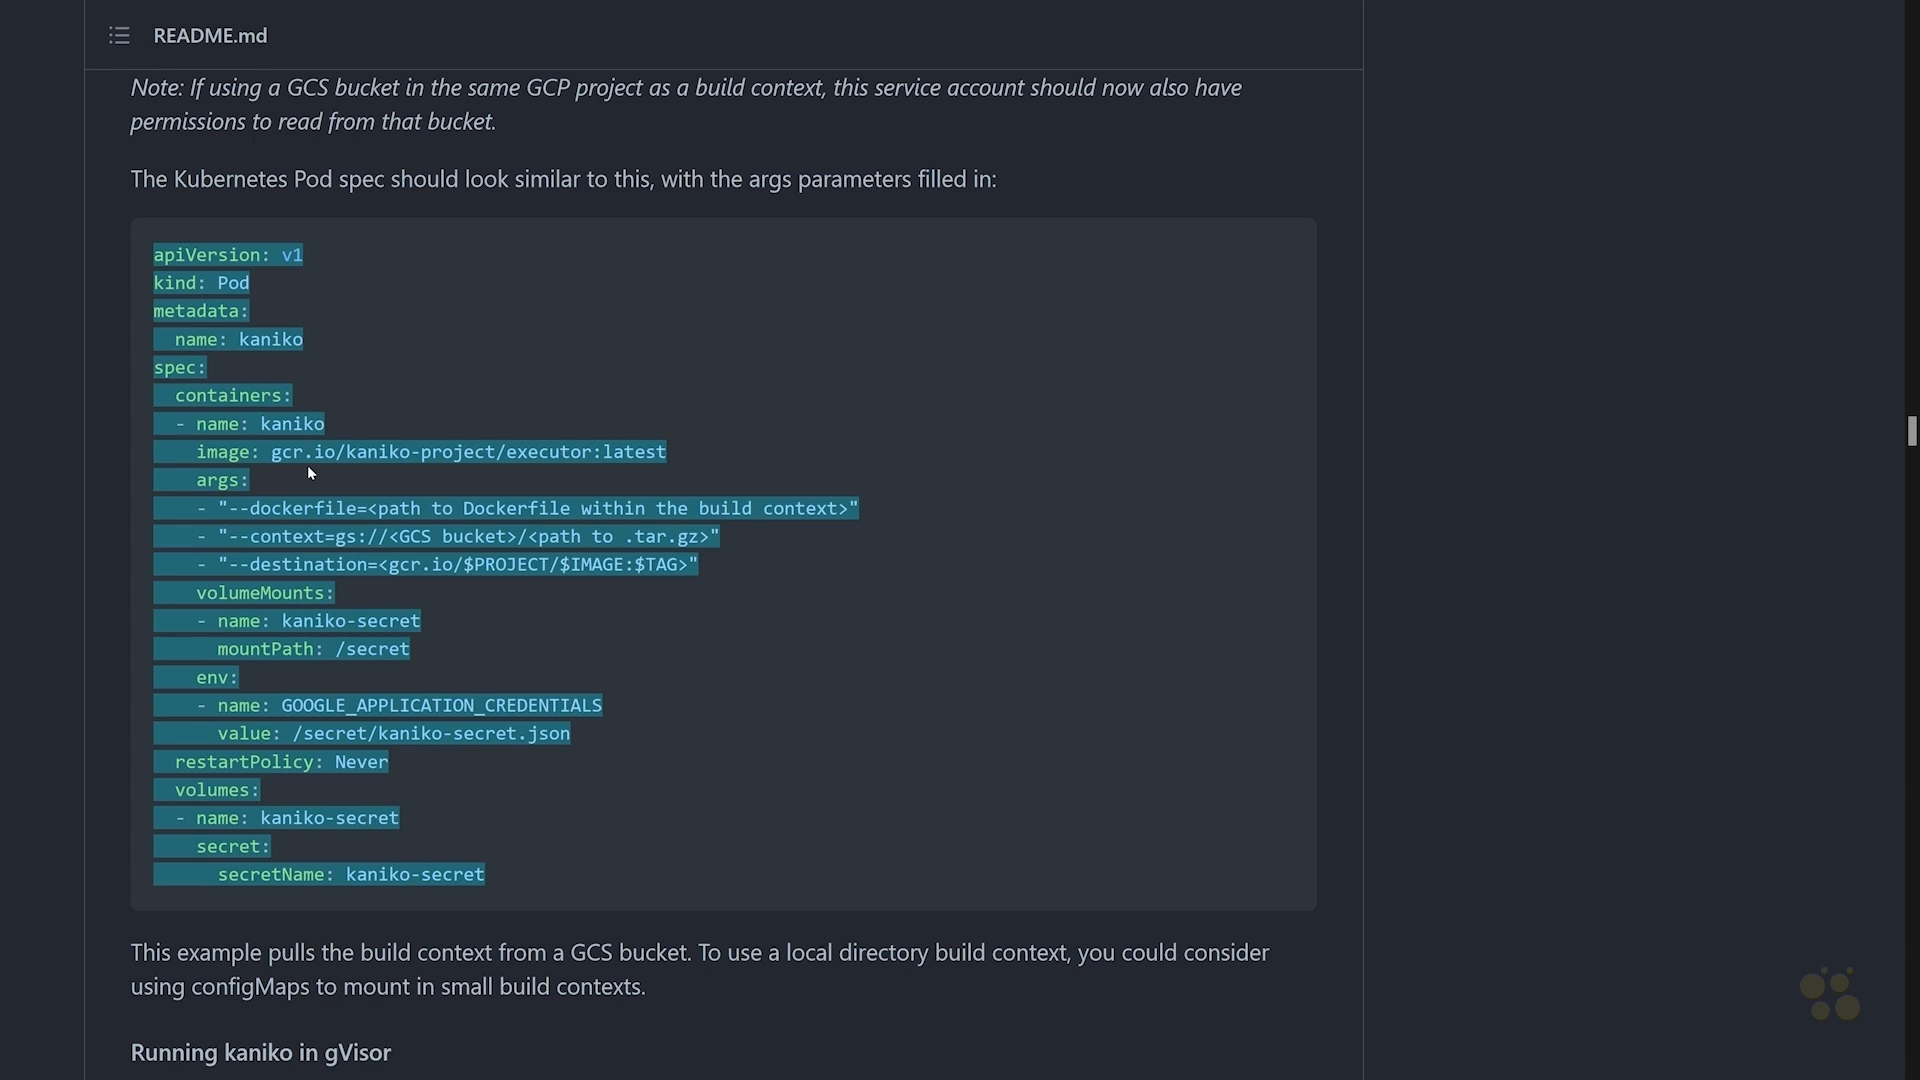 README.md
Note: If using a GCS bucket in the same GCP project as a build context, this service account should now also have
permissions to read from that bucket.
The Kubernetes Pod spec should look similar to this, with the args parameters filled in:
apiVersion: v1
kind: Pod
metadata:
  name: kaniko
spec:
  containers:
  - name: kaniko
    image: gcr.io/kaniko-project/executor:latest
    args:
    - "--dockerfile=<path to Dockerfile within the build context>"
    - "--context=gs://<GCS bucket>/<path to .tar.gz>"
    - "--destination=<gcr.io/$PROJECT/$IMAGE:$TAG>"
    volumeMounts:
    - name: kaniko-secret
      mountPath: /secret
    env:
    - name: GOOGLE_APPLICATION_CREDENTIALS
      value: /secret/kaniko-secret.json
  restartPolicy: Never
  volumes:
  - name: kaniko-secret
    secret:
      secretName: kaniko-secret
This example pulls the build context from a GCS bucket. To use a local directory build context, you could consider
using configMaps to mount in small build contexts.
Running kaniko in gVisor